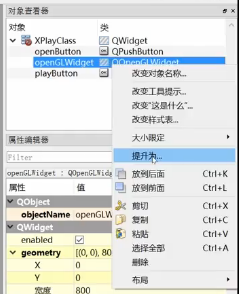 对象查看器
对象 类
XPlayClass QWidget
openButton QPushButton
openGLWidget QOpenGLWidget
playButton
改变对象名称...
改变工具提示...
改变"这是什么"...
改变样式表...
大小限定
提升为...
放到后面 Ctrl+K
放到前面 Ctrl+L
剪切 Ctrl+X
复制 Ctrl+C
粘贴 Ctrl+V
选择全部 Ctrl+A
删除
布局
属性编辑器
Filter
openGLWidget : QOpenGLW
属性 值
QObject
objectName openGLW
QWidget
enabled
geometry [(0, 0), 80
X 0
Y 0
宽度 800